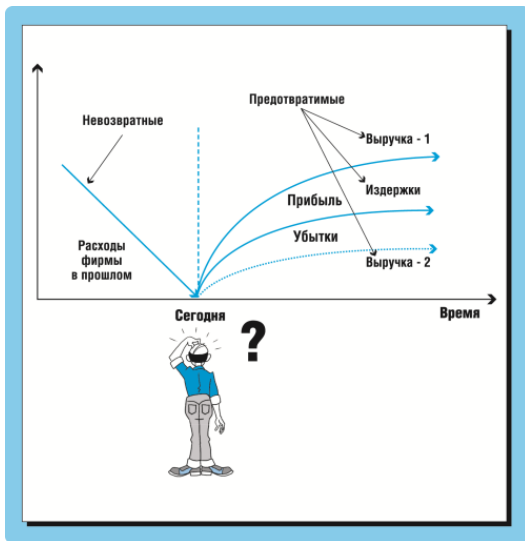 Предотвратимые
Невозвратные
Выручка - 1
Издержки
Прибыль
Убытки
Расходы
фирмы
в прошлом
Выручка - 2
Сегодня
Время
?